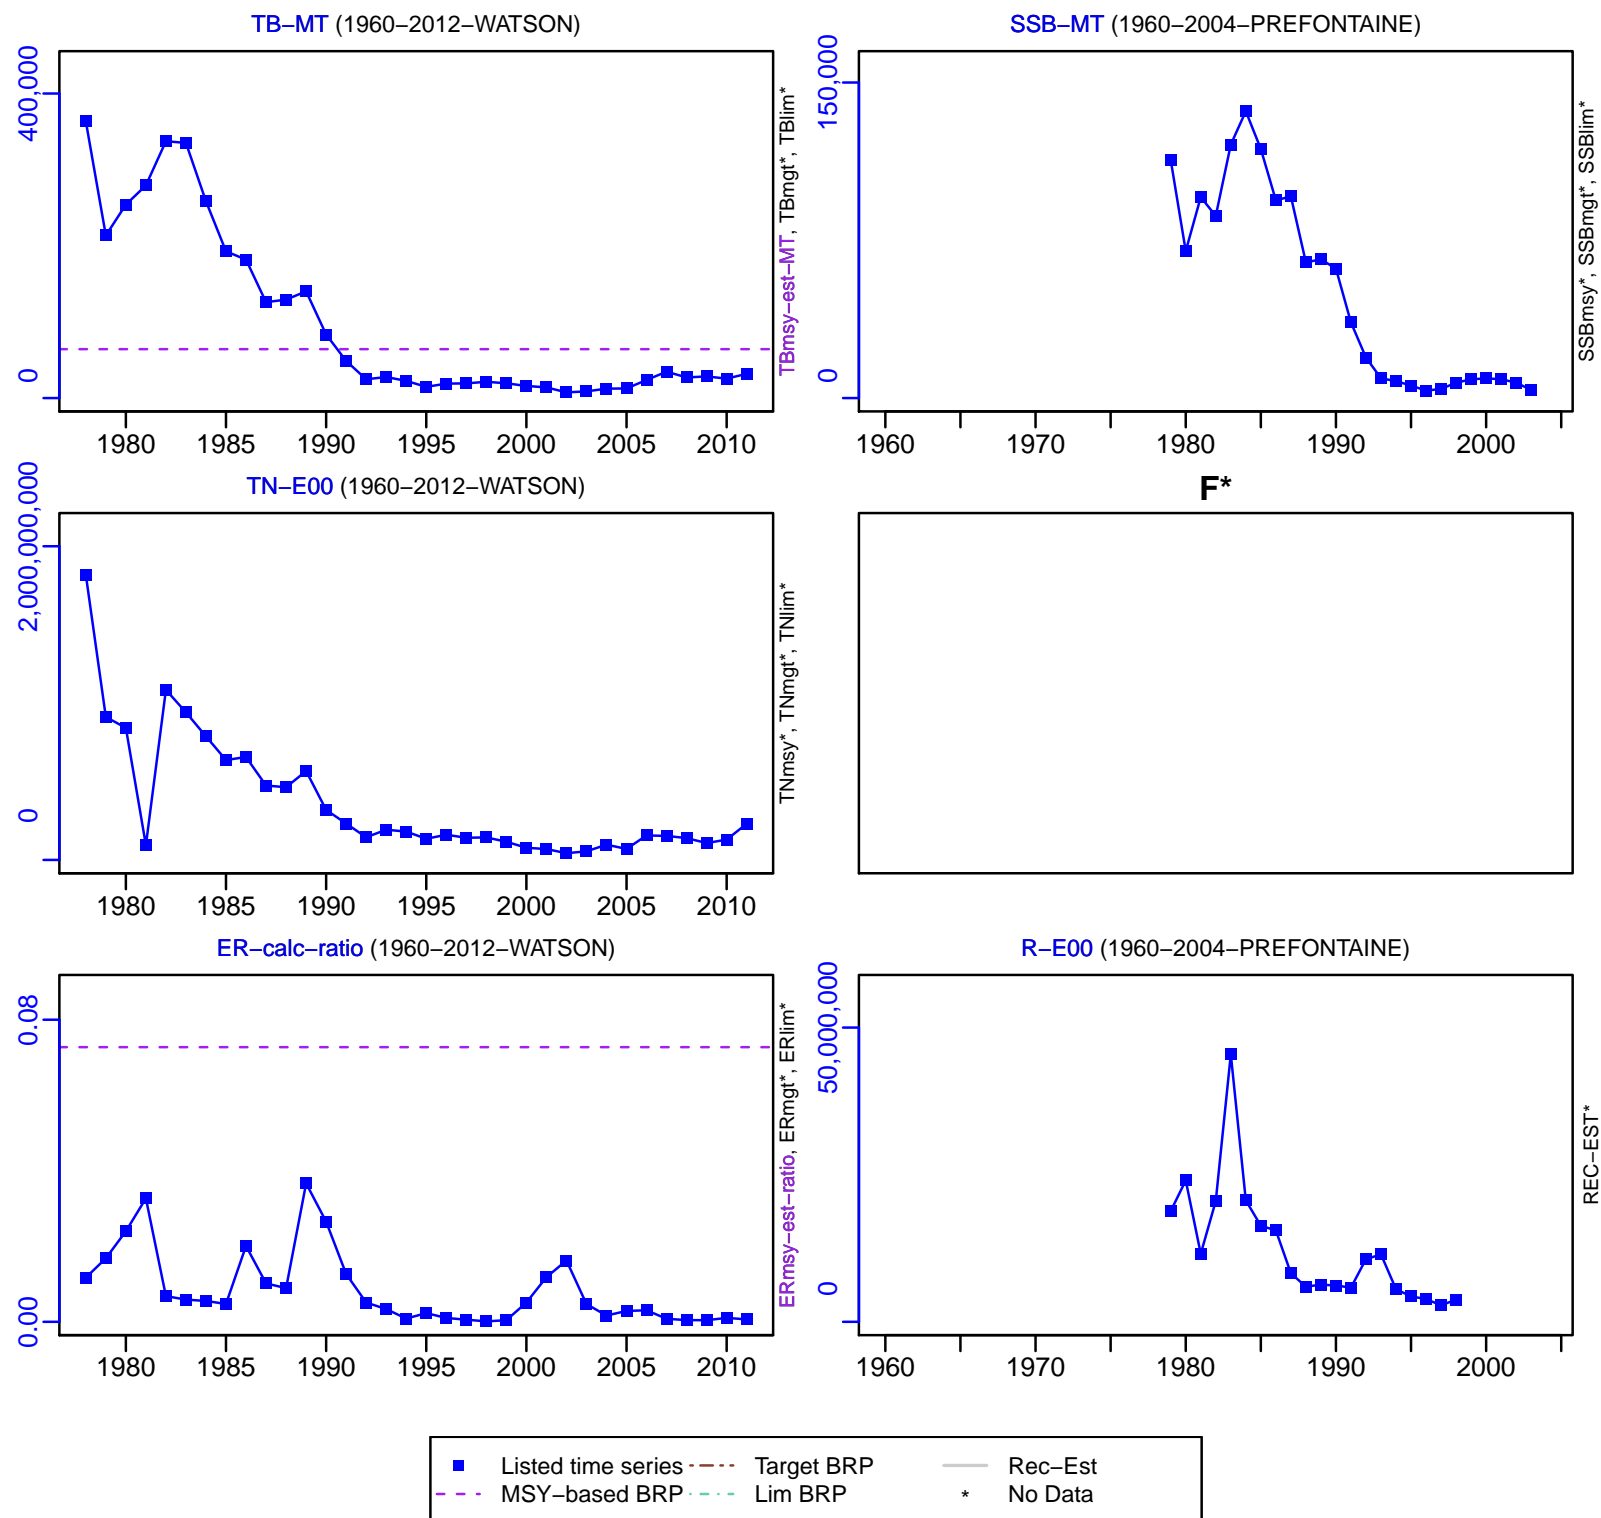 TB–MT (1960–2012–WATSON)
400,000
0
TBmsy–est–MT, TBmgt*, TBlim*
1980 1985 1990 1995 2000 2005 2010
SSB–MT (1960–2004–PREFONTAINE)
150,000
0
SSBmsy*, SSBmgt*, SSBlim*
1960 1970 1980 1990 2000
TN–E00 (1960–2012–WATSON)
2,000,000,000
0
TNmsy*, TNmgt*, TNlim*
1980 1985 1990 1995 2000 2005 2010
F*
ER–calc–ratio (1960–2012–WATSON)
0.08
0.00
ERmsy–est–ratio, ERmgt*, ERlim*
1980 1985 1990 1995 2000 2005 2010
R–E00 (1960–2004–PREFONTAINE)
50,000,000
0
REC–EST*
1960 1970 1980 1990 2000
Listed time series Target BRP Rec–Est
MSY–based BRP Lim BRP * No Data